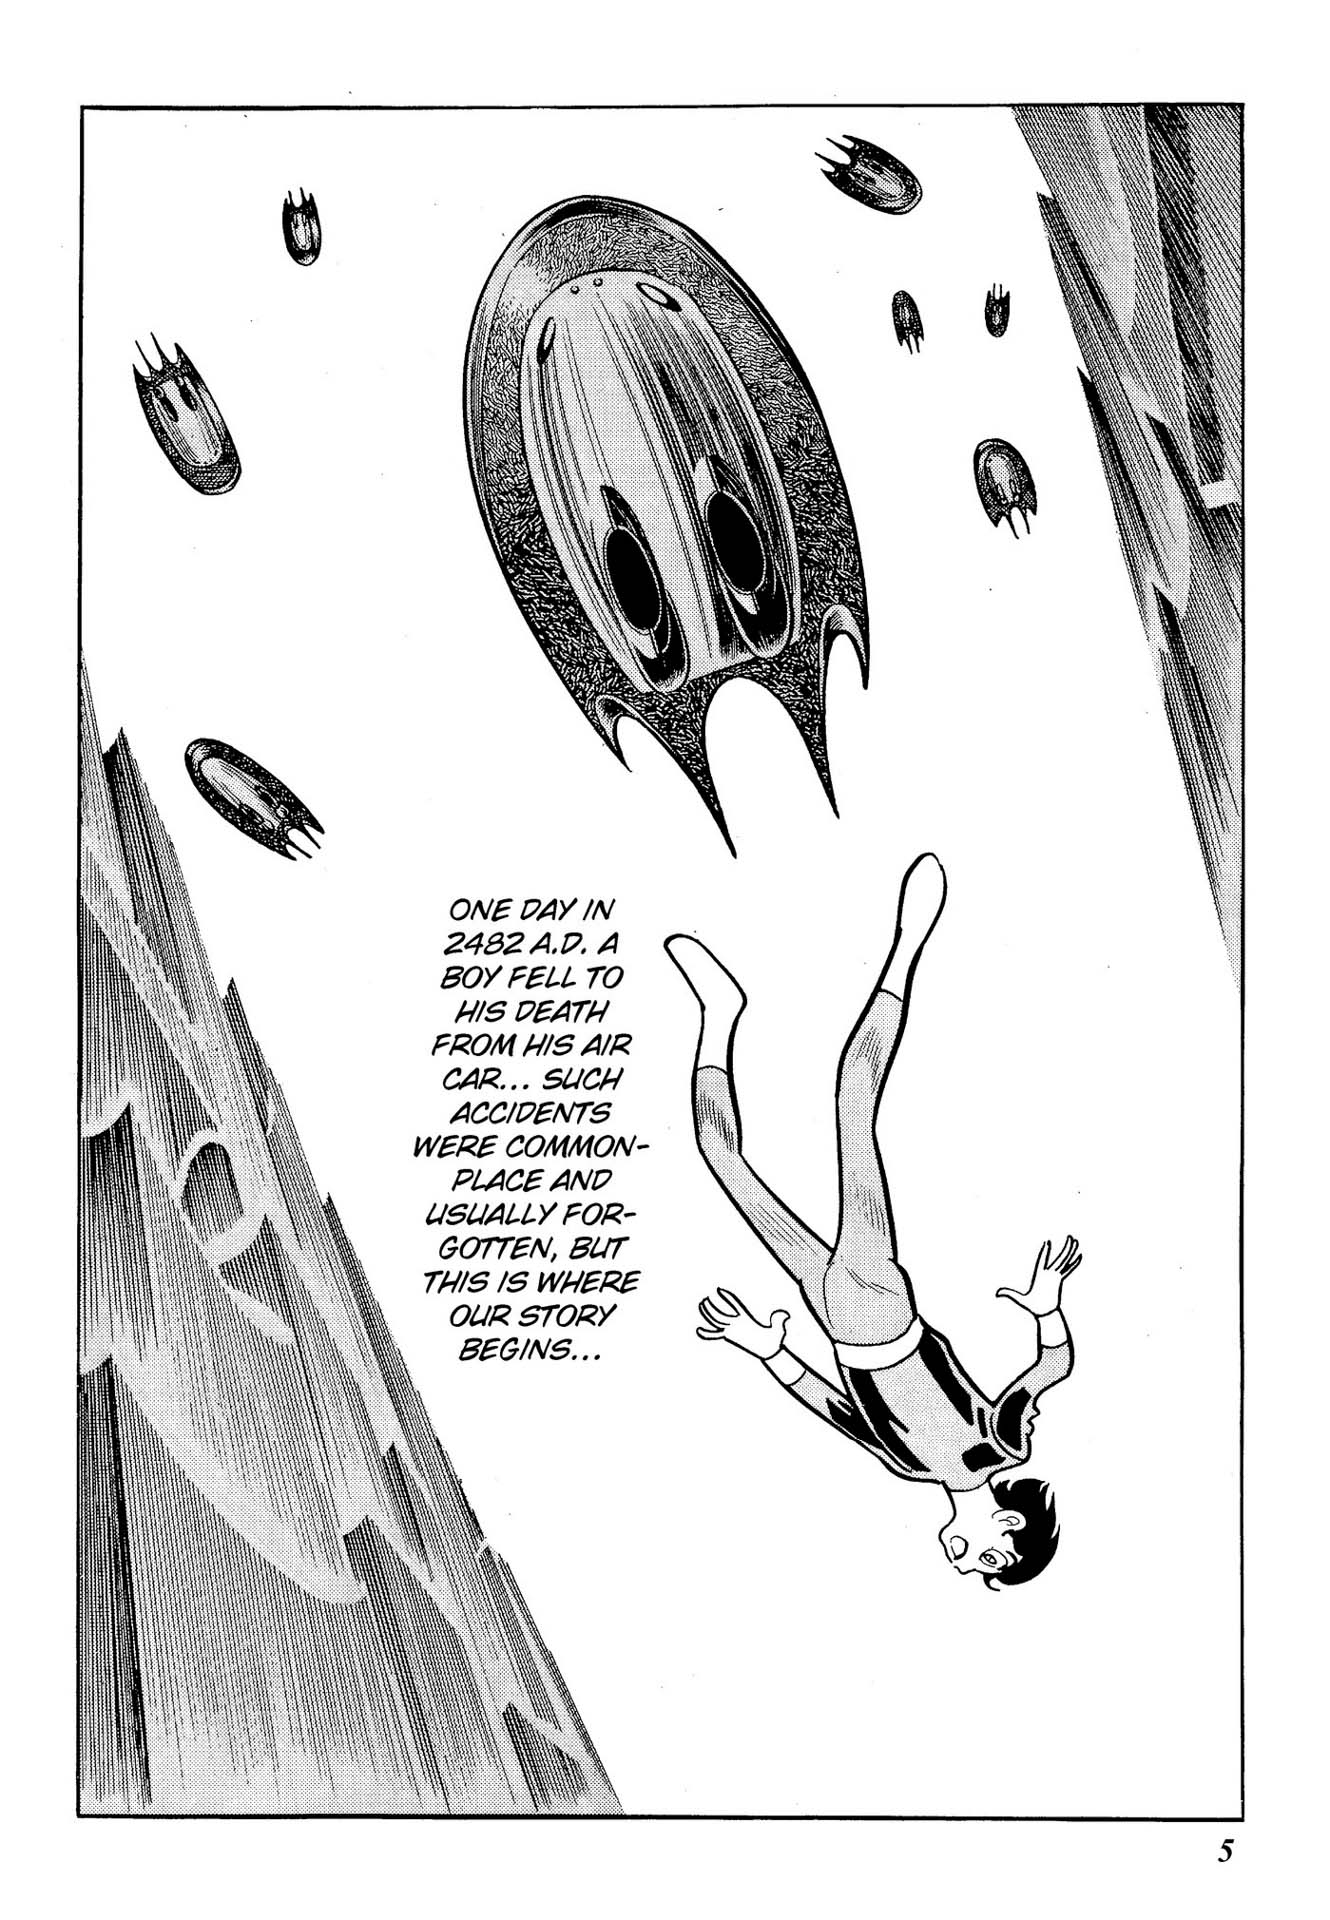 ONE DAY IN
2482 A.D. A
BOY FELL TO
HIS DEATH
FROM HIS AIR
CAR... SUCH
ACCIDENTS
WERE COMMON-
PLACE AND
USUALLY FOR-
GOTTEN, BUT
THIS IS WHERE
OUR STORY
BEGINS...
5